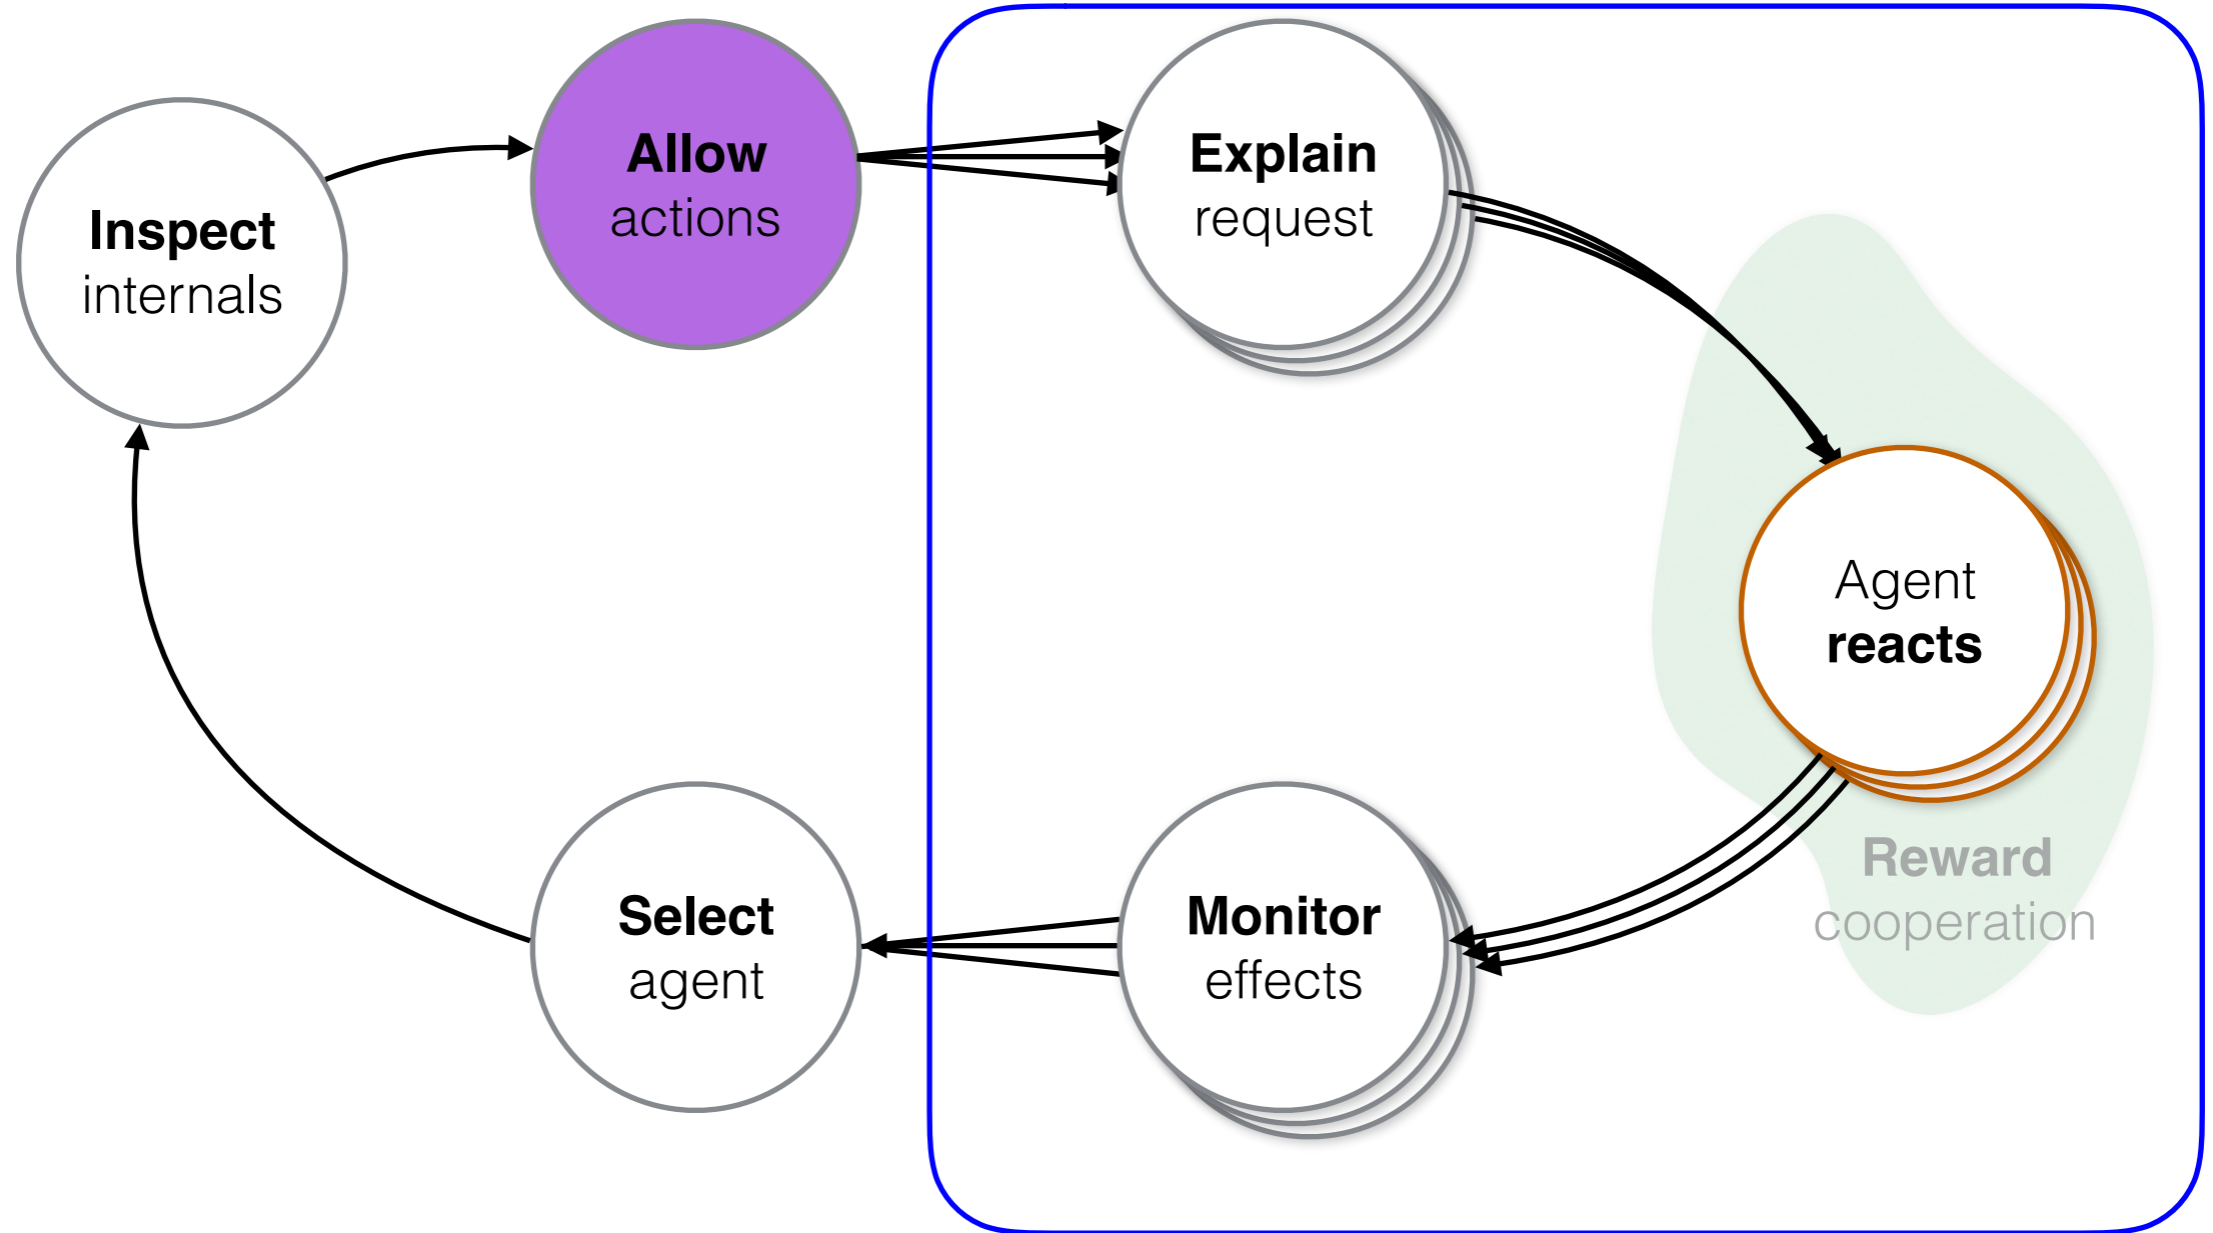 Inspect
internals
Allow
actions
Explain
request
Agent
reacts
Reward
cooperation
Monitor
effects
Select
agent